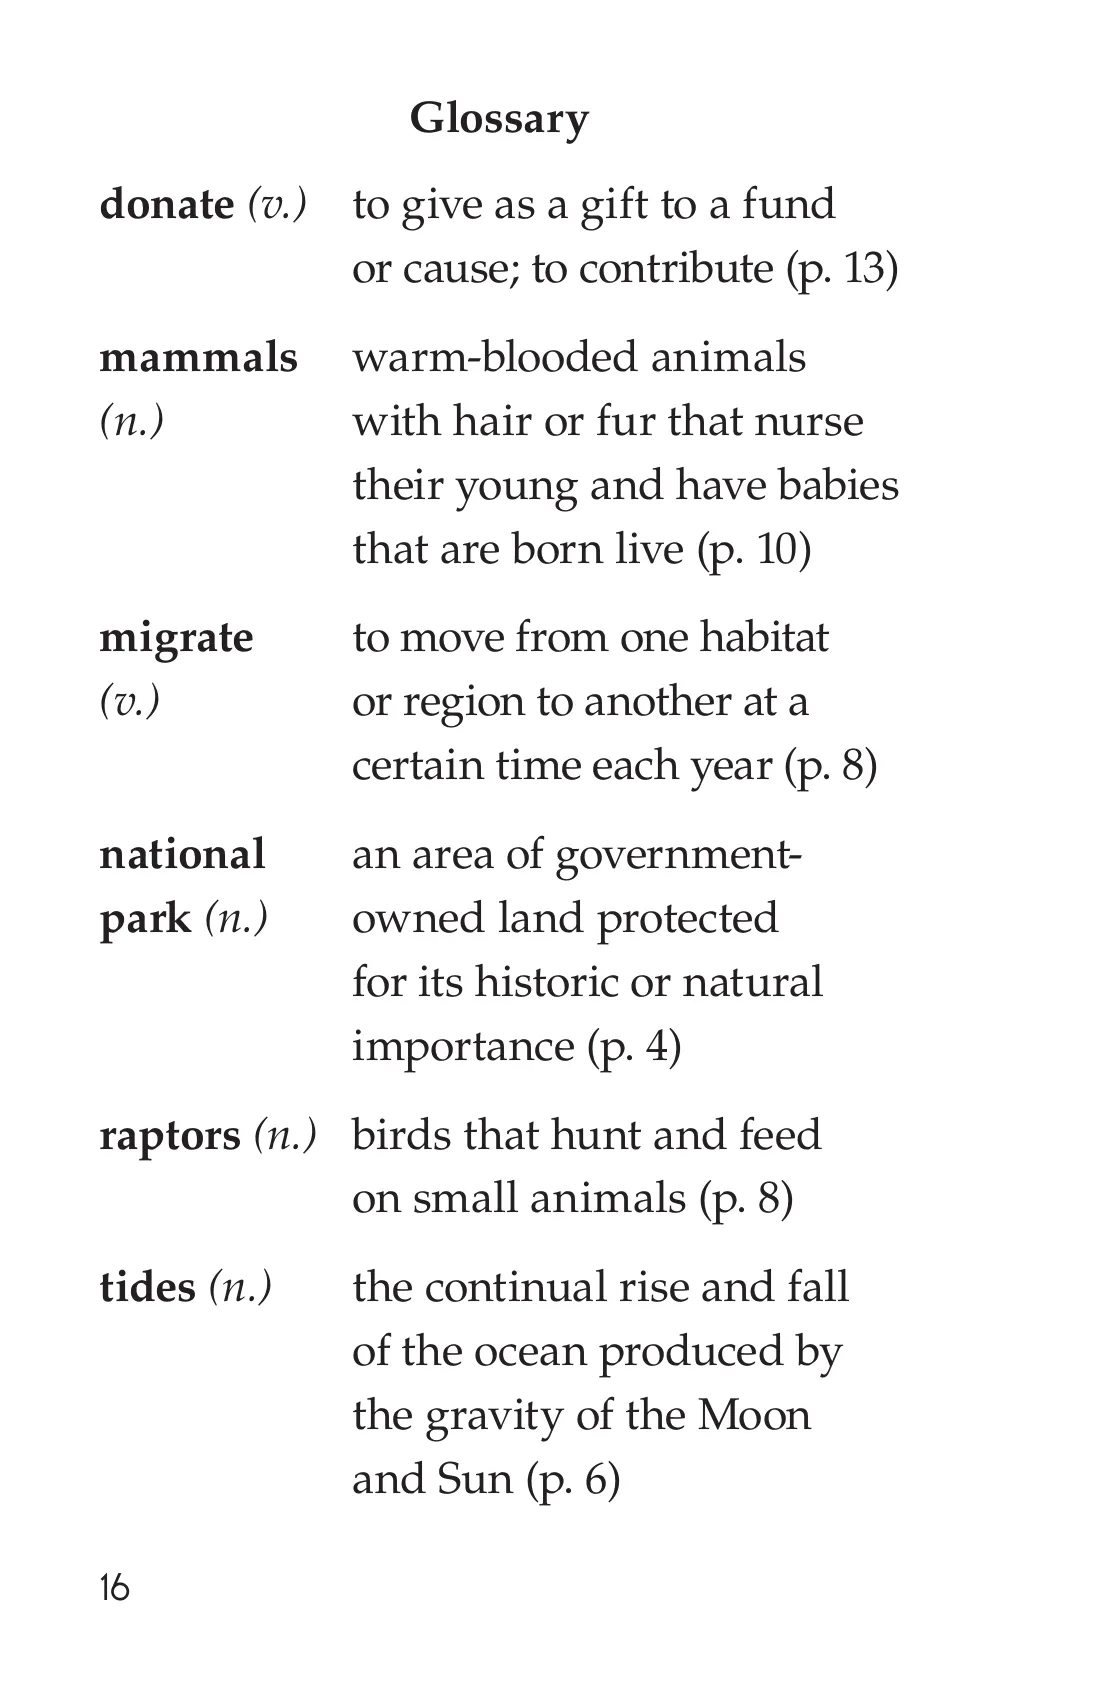 Glossary
donate (v.) to give as a gift to a fund
or cause; to contribute (p. 13)
mammals warm-blooded animals
(n.) with hair or fur that nurse
their young and have babies
that are born live (p. 10)
migrate to move from one habitat
(v.) or region to another at a
certain time each year (p. 8)
national an area of government-
park (n.) owned land protected
for its historic or natural
importance (p. 4)
raptors (n.) birds that hunt and feed
on small animals (p. 8)
tides (n.) the continual rise and fall
of the ocean produced by
the gravity of the Moon
and Sun (p. 6)
16